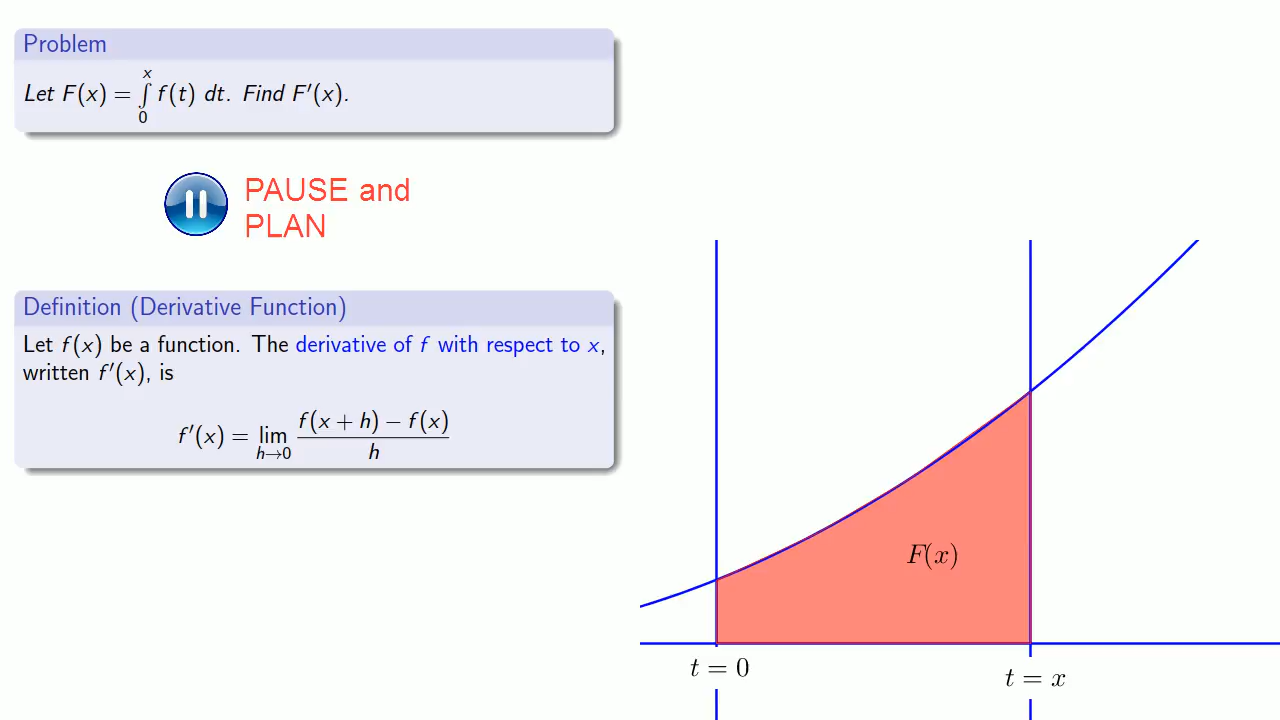 Problem
Let F(x) = ∫₀ˣ f(t) dt. Find F′(x).
PAUSE and
PLAN
Definition (Derivative Function)
Let f(x) be a function. The derivative of f with respect to x,
written f′(x), is
f′(x) = lim_{h→0} (f(x + h) − f(x))/h
F(x)
t = 0
t = x